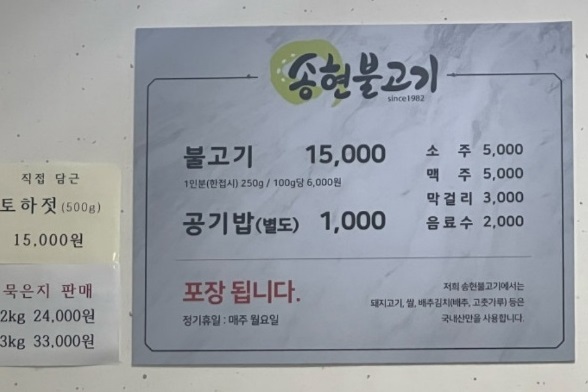 송현불고기
since1982
불고기 15,000
1인분(한접시) 250g / 100g당 6,000원
공기밥(별도) 1,000
소 주 5,000
맥 주 5,000
막걸리 3,000
음료수 2,000
포장 됩니다.
정기휴일 : 매주 월요일
저희 송현불고기에서는
돼지고기, 쌀, 배추김치(배추, 고춧가루) 등은
국내산만을 사용합니다.
직접 담근
토하젓(500g)
15,000원
묵은지 판매
2kg 24,000원
3kg 33,000원